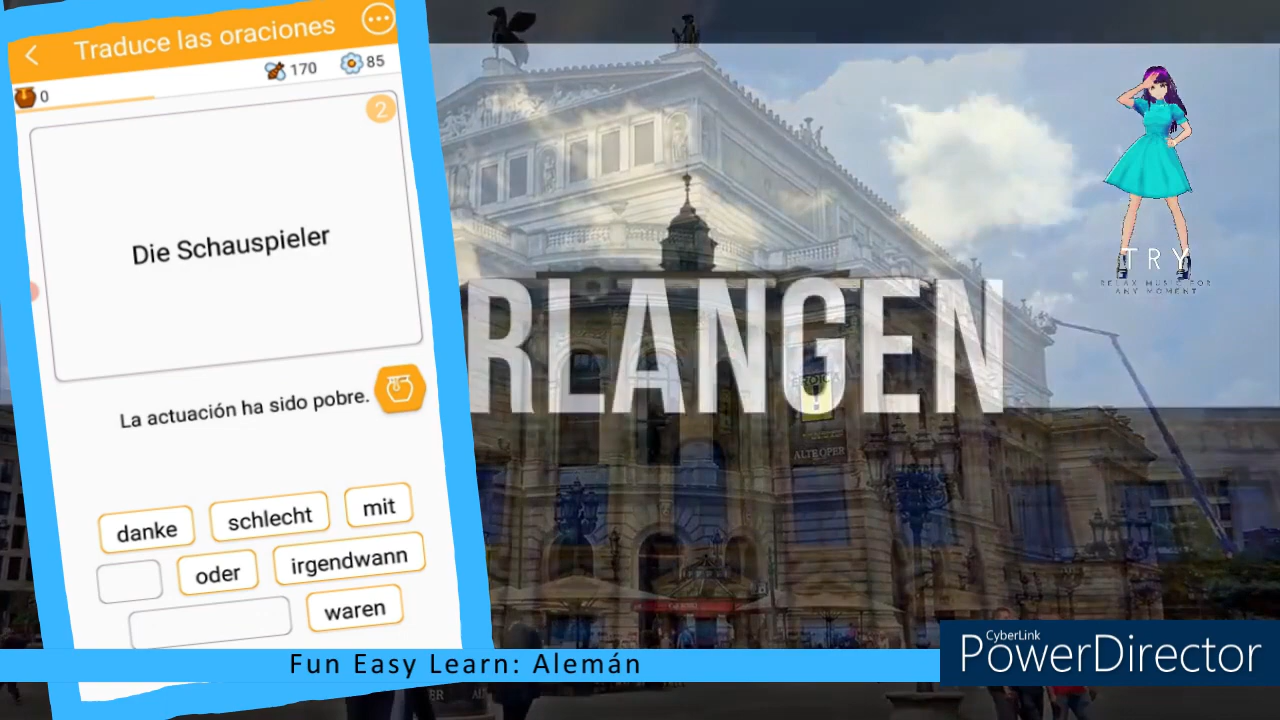 Traduce las oraciones
170
85
0
2
Die Schauspieler
La actuación ha sido pobre.
danke
schlecht
mit
oder
irgendwann
waren
RLANGEN
EROICA
!
ALTE OPER
TRY
RELAX MUSIC FOR
ANY MOMENT
Fun Easy Learn: Alemán
CyberLink
PowerDirector